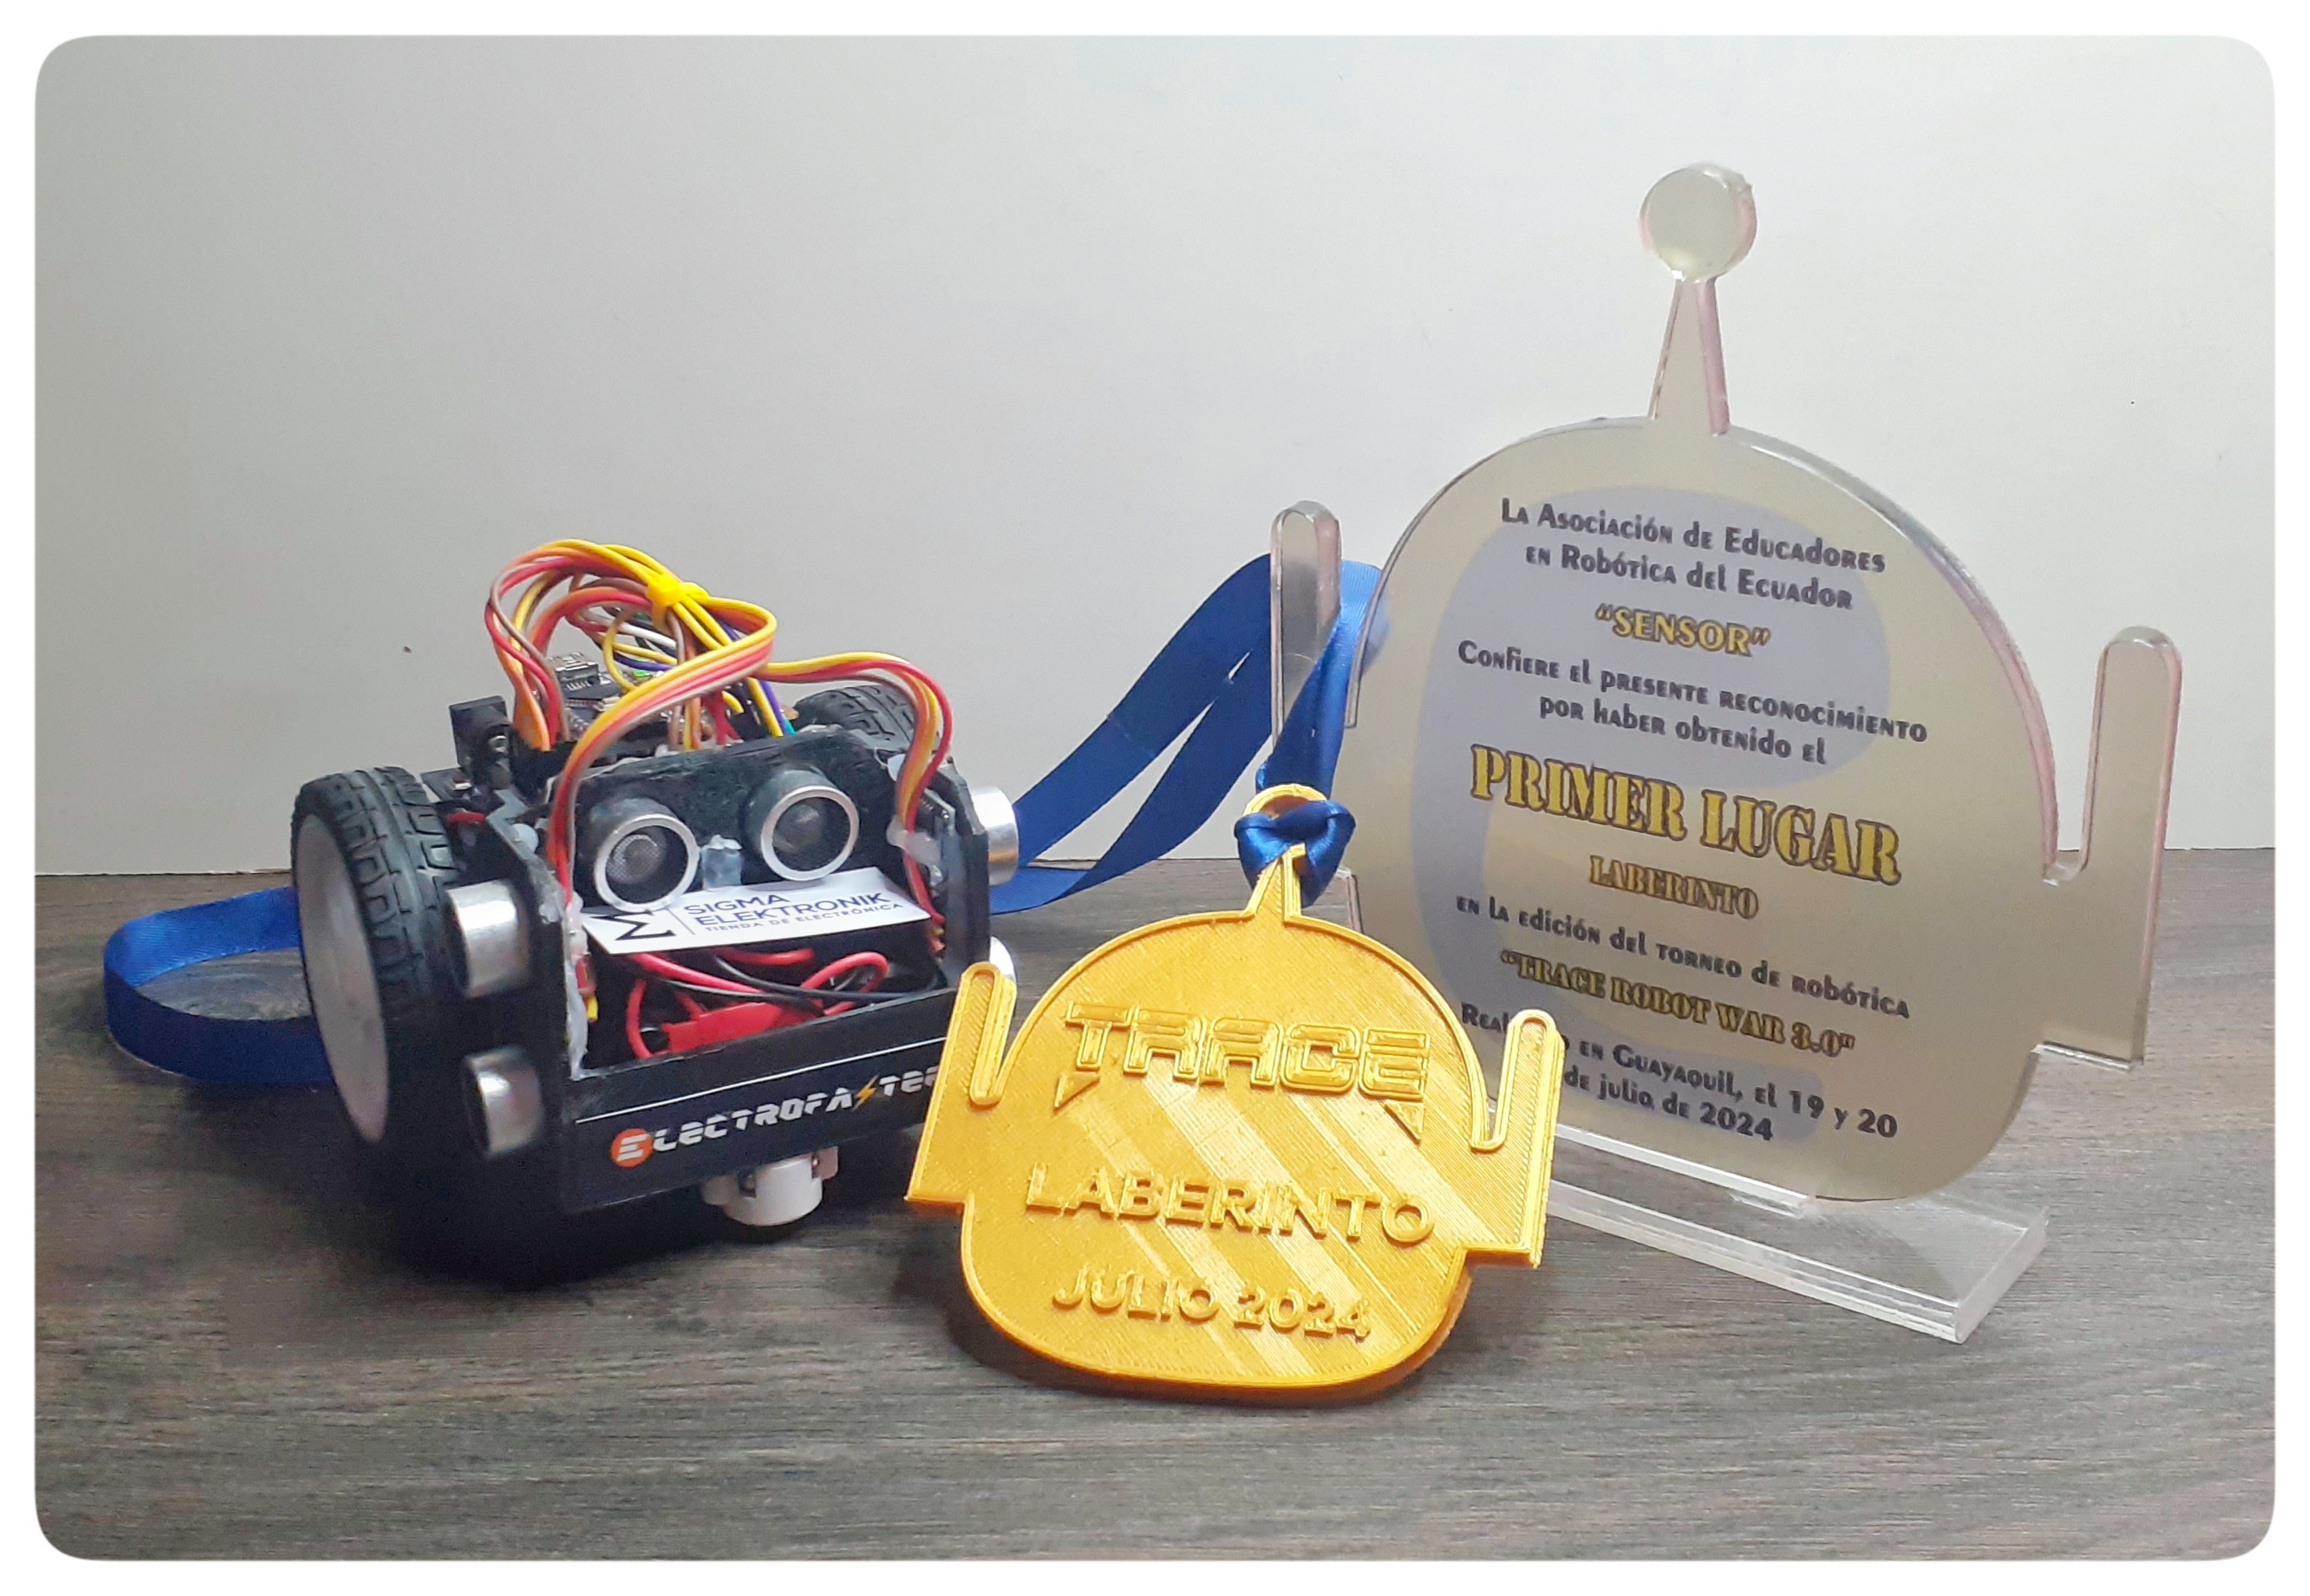 SIGMA
ELEKTRONIK
TIENDA DE ELECTRÓNICA
TRACE
LABERINTO
JULIO 2024
La Asociación de Educadores
en Robótica del Ecuador
“SENSOR”
Confiere el presente reconocimiento
por haber obtenido el
PRIMER LUGAR
LABERINTO
en la edición del torneo de robótica
“TRACE ROBOT WAR 3.0”
en Guayaquil, el 19 y 20
de julio de 2024